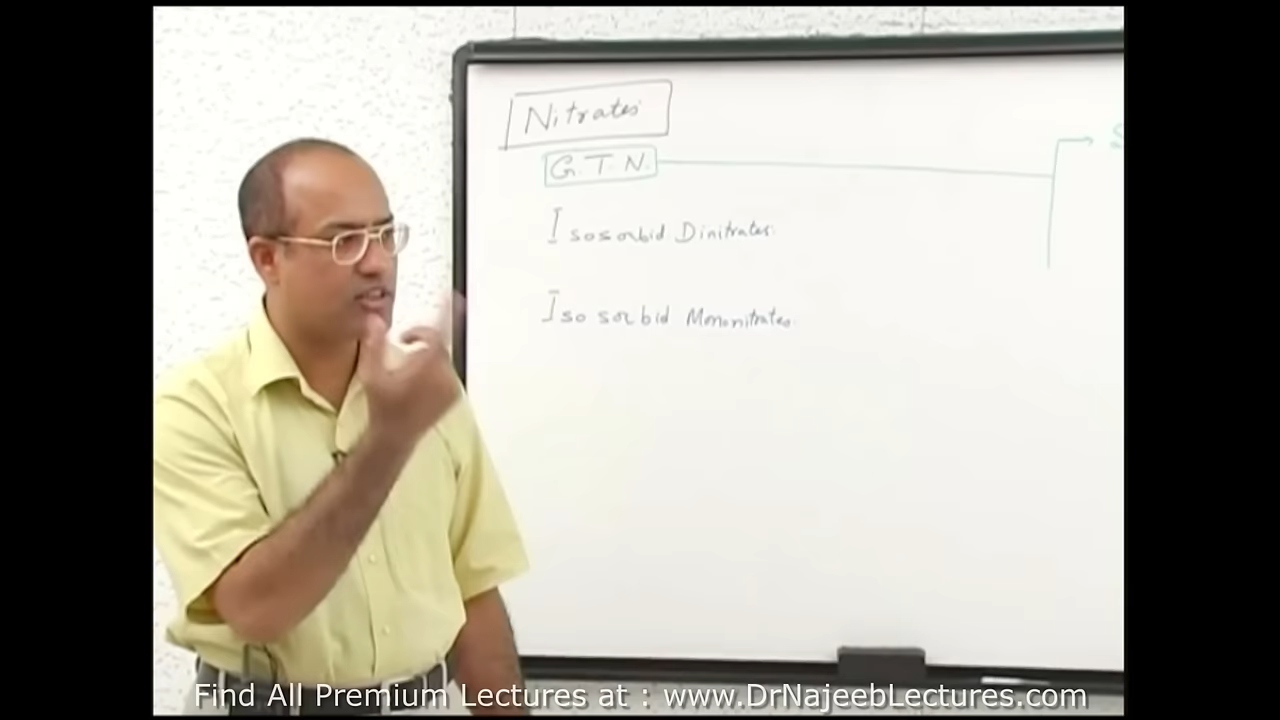 Nitrates
G.T.N.
Isosorbid Dinitrates
Isosorbid Mononitrates
S
Find All Premium Lectures at : www.DrNajeebLectures.com